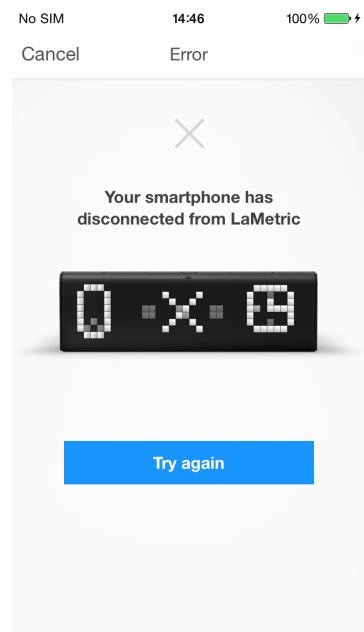 No SIM 14:46 100%
Cancel Error
Your smartphone has
disconnected from LaMetric
Try again